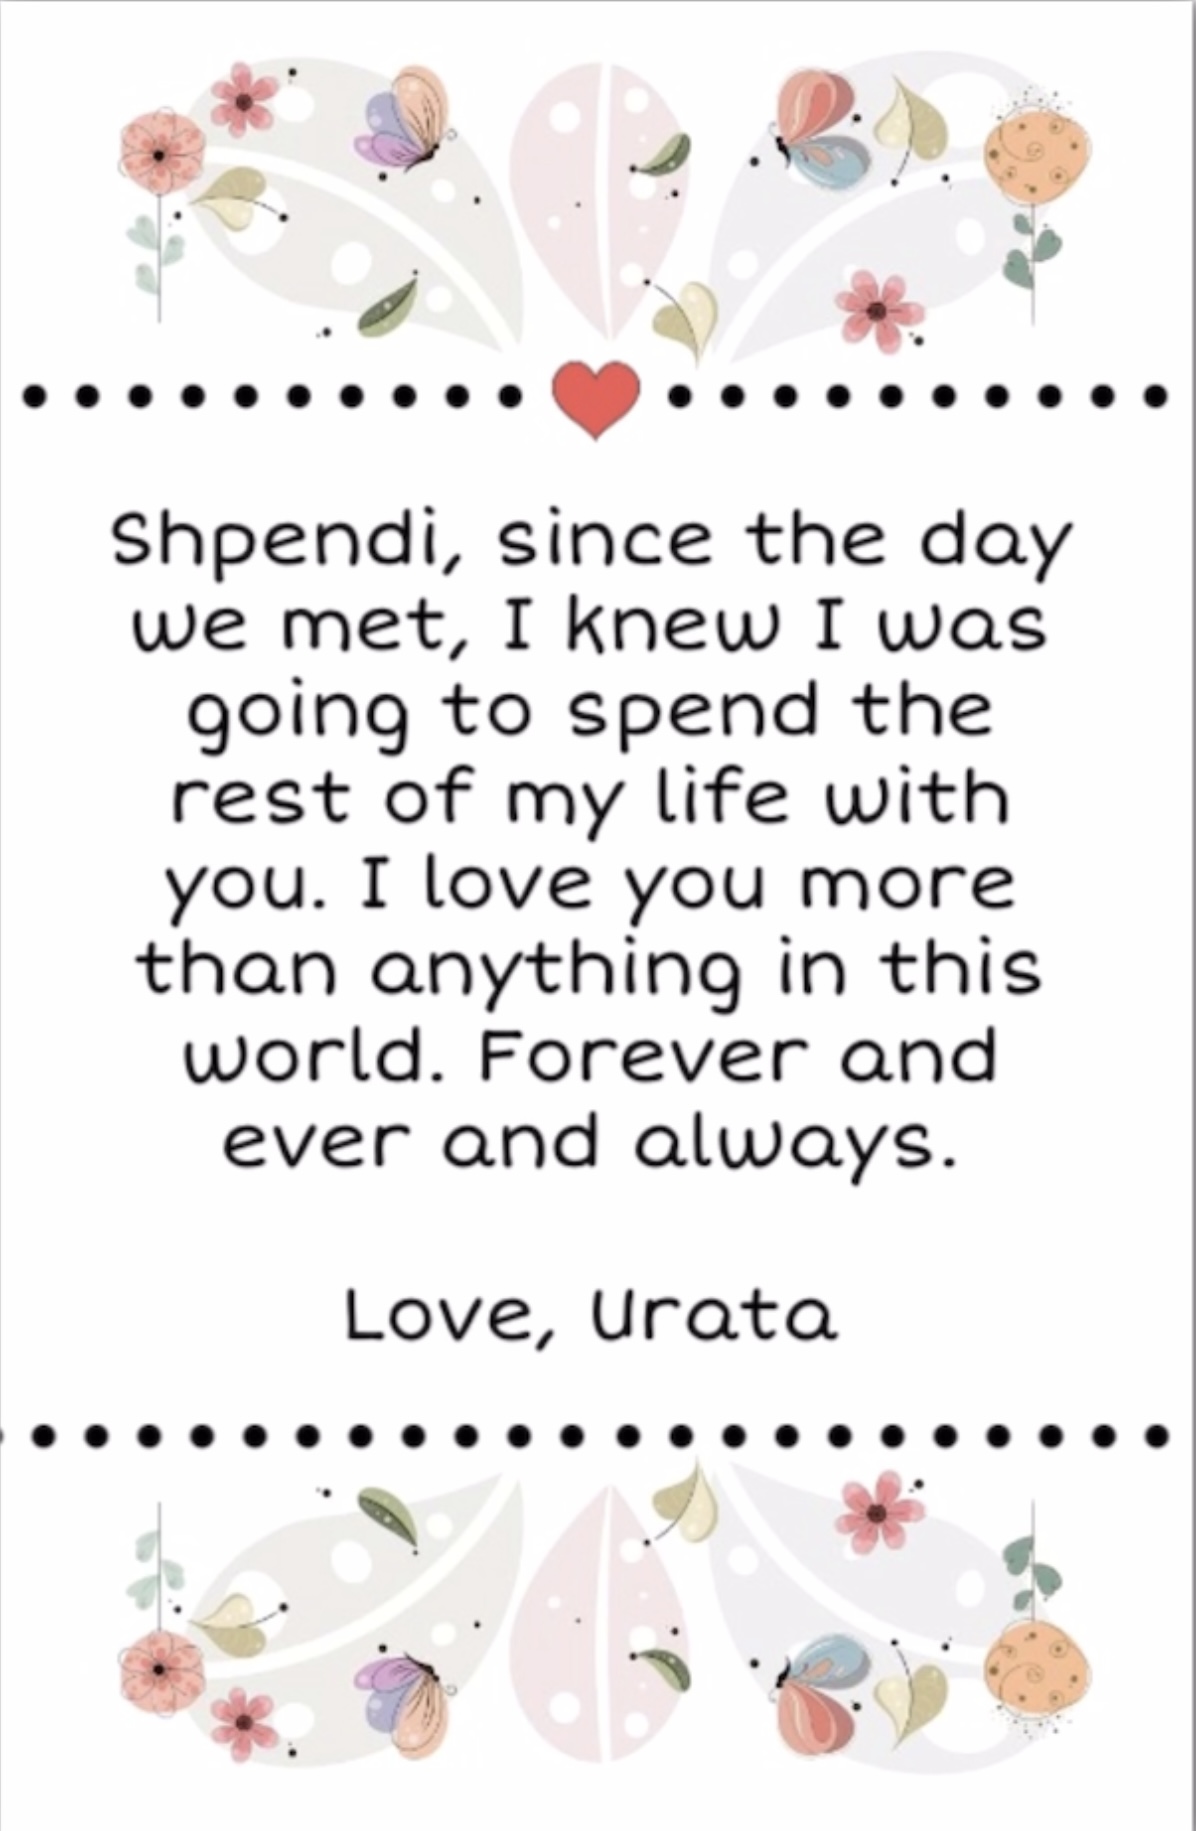 Shpendi, since the day
we met, I knew I was
going to spend the
rest of my life with
you. I love you more
than anything in this
world. Forever and
ever and always.
Love, Urata